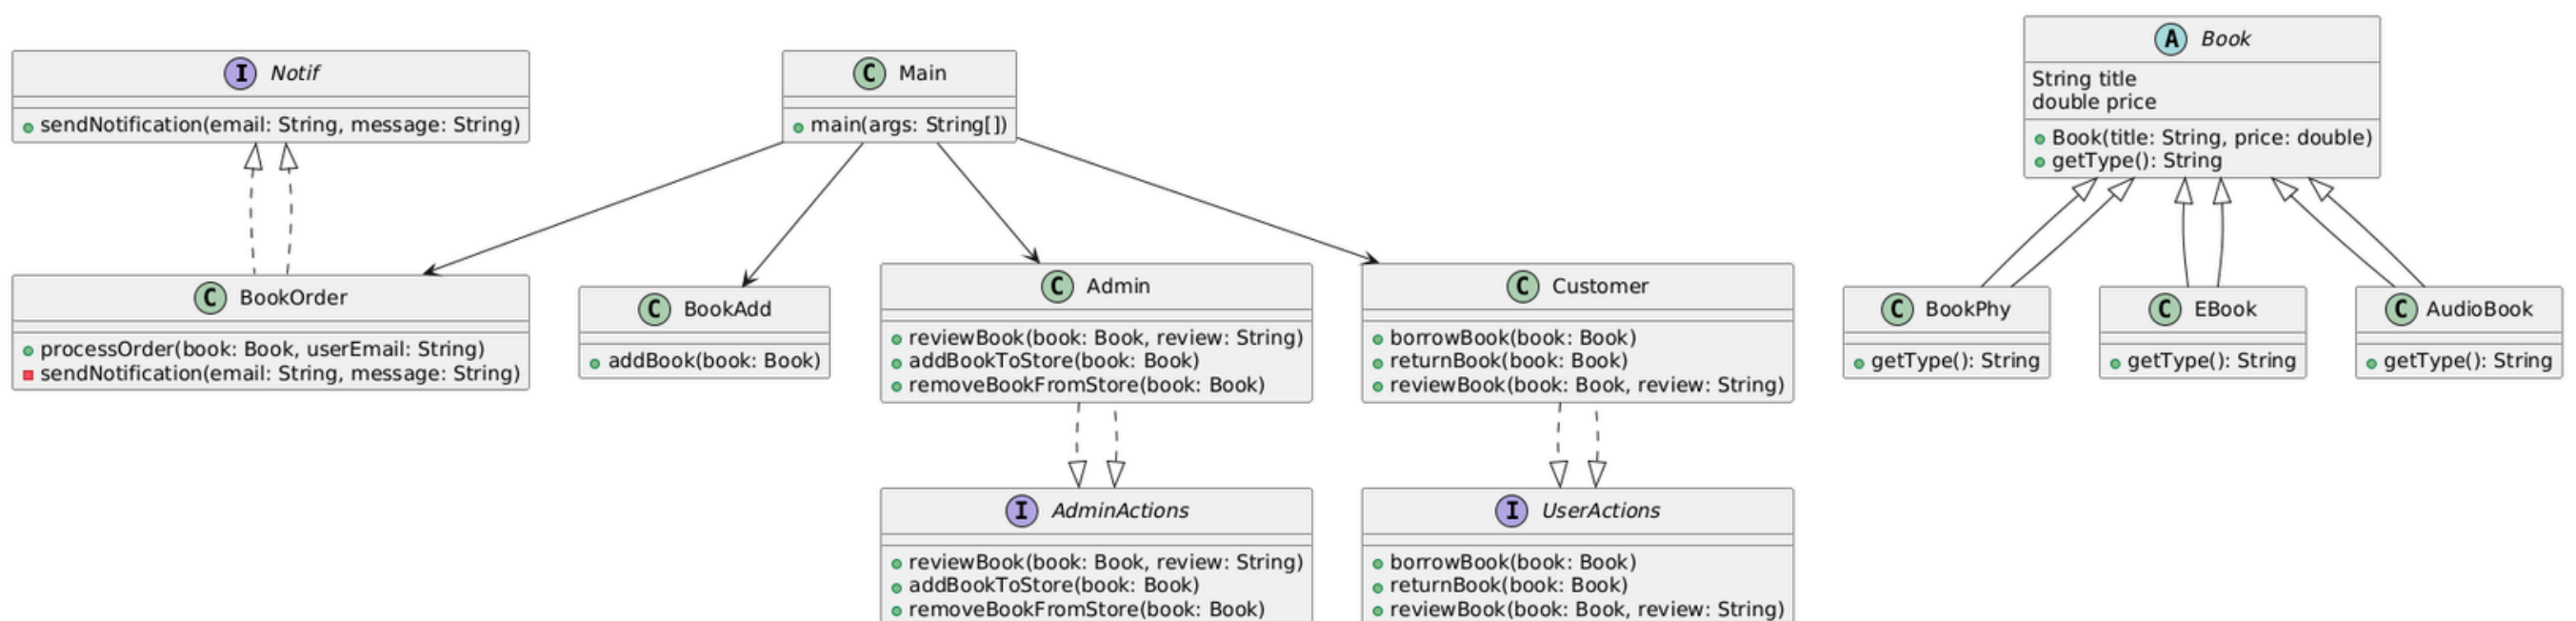 I Notif
sendNotification(email: String, message: String)
C Main
main(args: String[])
A Book
String title
double price
Book(title: String, price: double)
getType(): String
C BookOrder
processOrder(book: Book, userEmail: String)
sendNotification(email: String, message: String)
C BookAdd
addBook(book: Book)
C Admin
reviewBook(book: Book, review: String)
addBookToStore(book: Book)
removeBookFromStore(book: Book)
C Customer
borrowBook(book: Book)
returnBook(book: Book)
reviewBook(book: Book, review: String)
C BookPhy
getType(): String
C EBook
getType(): String
C AudioBook
getType(): String
I AdminActions
reviewBook(book: Book, review: String)
addBookToStore(book: Book)
removeBookFromStore(book: Book)
I UserActions
borrowBook(book: Book)
returnBook(book: Book)
reviewBook(book: Book, review: String)